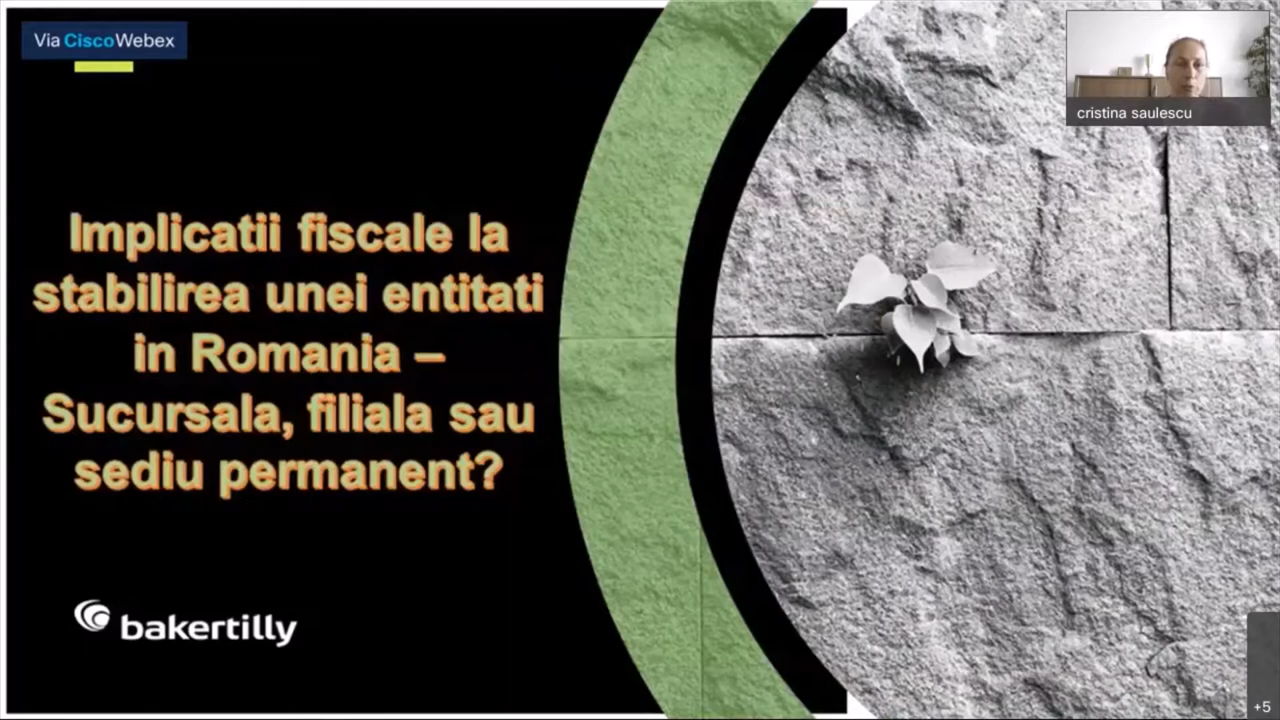 Via CiscoWebex
cristina saulescu
Implicatii fiscale la
stabilirea unei entitati
in Romania –
Sucursala, filiala sau
sediu permanent?
bakertilly
+5